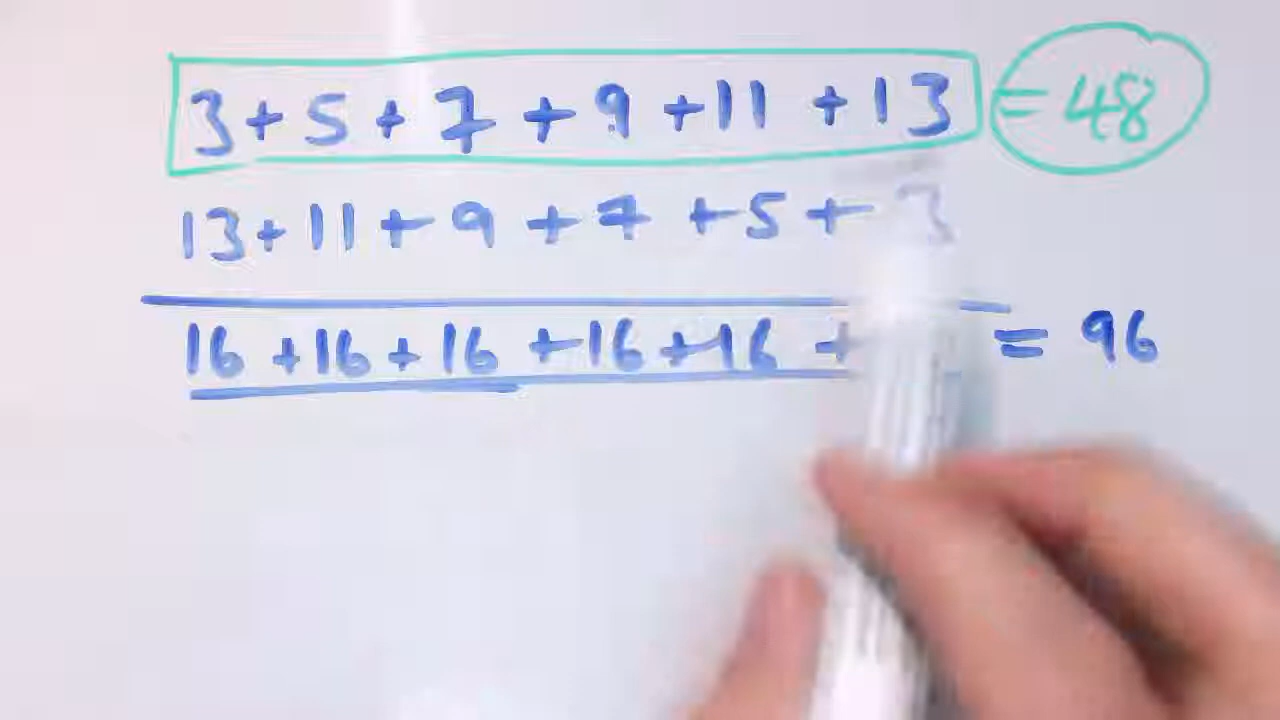 3 + 5 + 7 + 9 + 11 + 13 = 48
13 + 11 + 9 + 7 + 5 + 3
16 + 16 + 16 + 16 + 16 + = 96